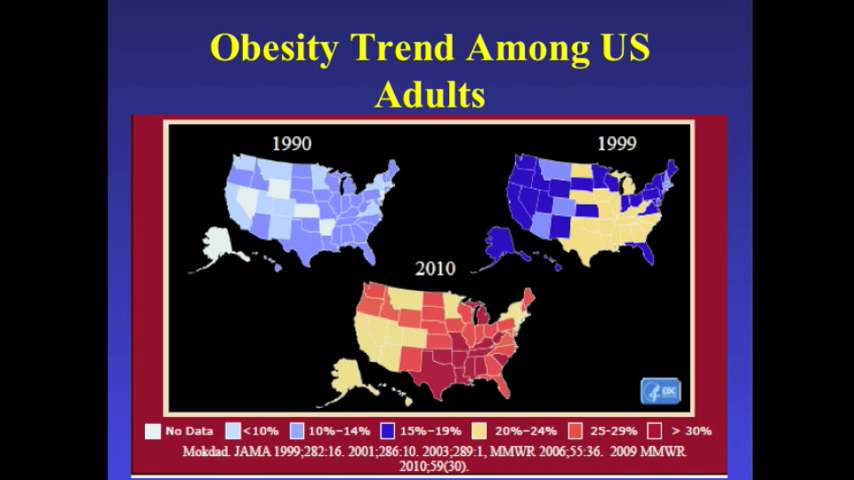 Obesity Trend Among US
Adults
1990
1999
2010
CDC
No Data <10% 10%–14% 15%–19% 20%–24% 25-29% > 30%
Mokdad. JAMA 1999;282:16. 2001;286:10. 2003;289:1, MMWR 2006;55:36. 2009 MMWR
2010;59(30).